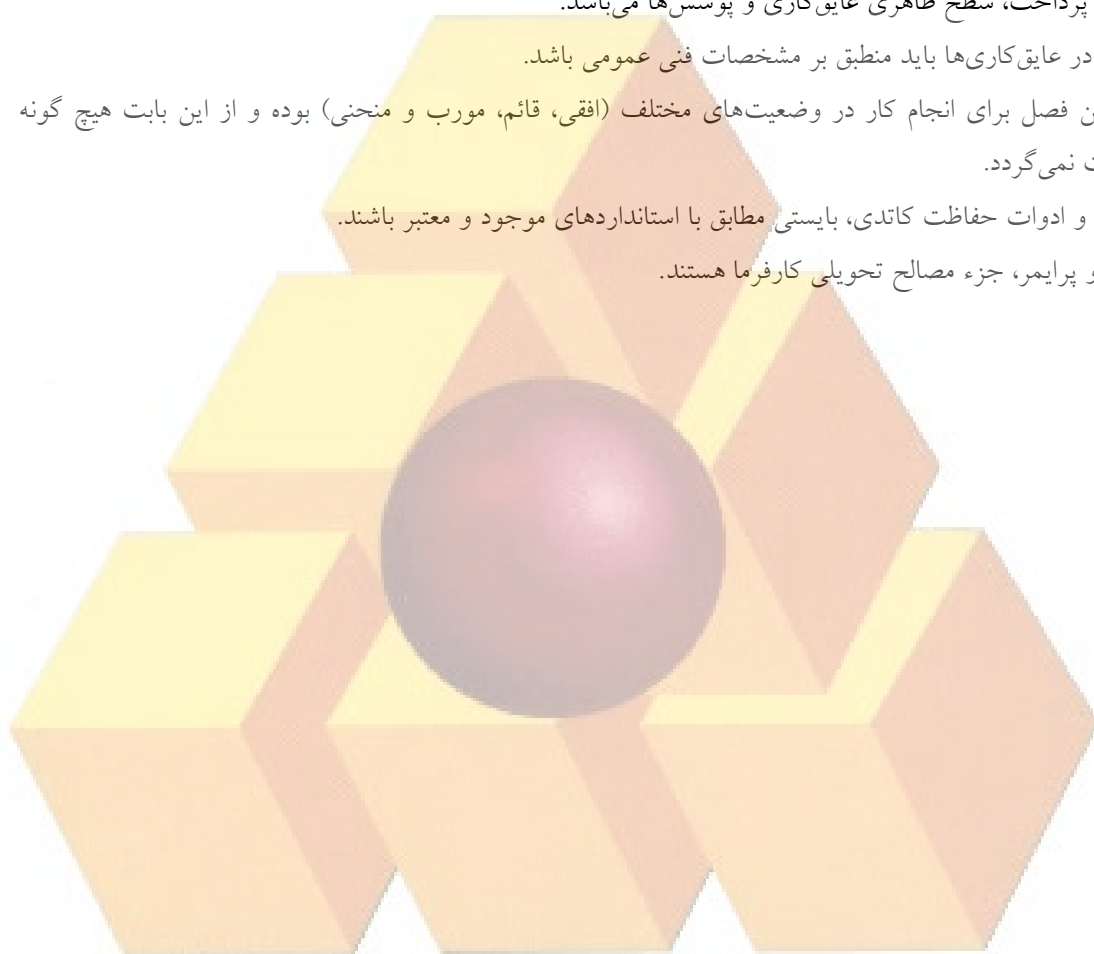 پرداخت، سطح ظاهری عایق‌کاری و پوشش‌ها می‌باشد.
در عایق‌کاری‌ها باید منطبق بر مشخصات فنی عمومی باشد.
ن فصل برای انجام کار در وضعیت‌های مختلف (افقی، قائم، مورب و منحنی) بوده و از این بابت هیچ گونه
ت نمی‌گردد.
و ادوات حفاظت کاتدی، بایستی مطابق با استانداردهای موجود و معتبر باشند.
و پرایمر، جزء مصالح تحویلی کارفرما هستند.